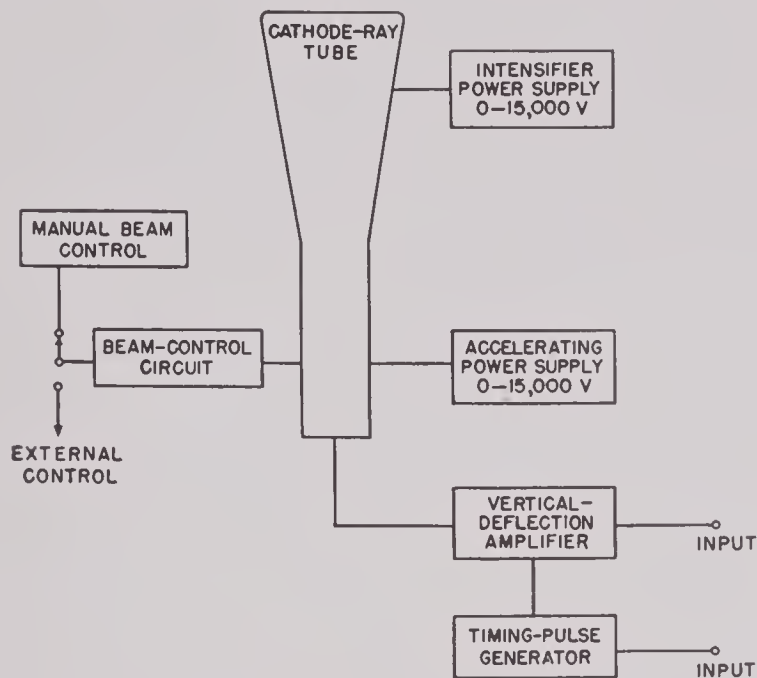 CATHODE-RAY
TUBE
INTENSIFIER
POWER SUPPLY
0-15,000 V
MANUAL BEAM
CONTROL
BEAM-CONTROL
CIRCUIT
ACCELERATING
POWER SUPPLY
0-15,000 V
EXTERNAL
CONTROL
VERTICAL-
DEFLECTION
AMPLIFIER
INPUT
TIMING-PULSE
GENERATOR
INPUT